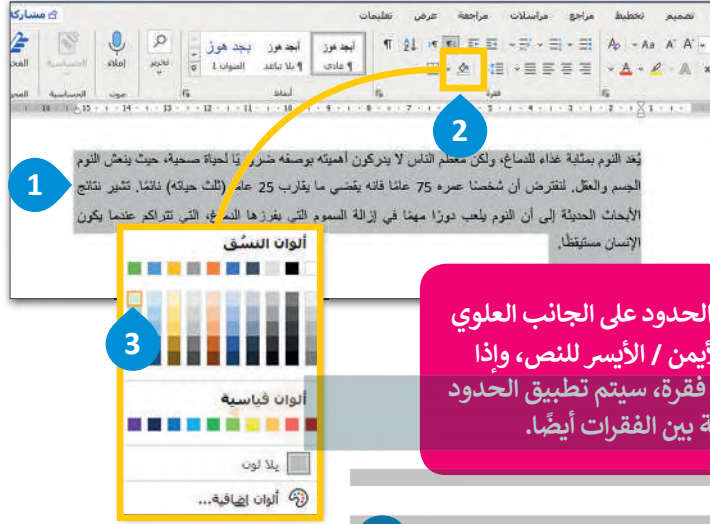 مشاركة
تصميم تخطيط مراجع مراسلات مراجعة عرض تعليمات
أبجد هوز أبجد هوز أبجد هوز
تحرير إملاء الحساسية
¶ عادي ¶ بلا تباعد العنوان 1
فقرة أنماط صوت الحساسية
2
1
يُعد النوم بمثابة غذاء للدماغ، ولكن معظم الناس لا يدركون أهميته بوصفه ضروريًا لحياة صحية، حيث ينعش النوم
الجسم والعقل. لنفترض أن شخصًا عمره 75 عامًا فانه يقضي ما يقارب 25 عامًا (ثلث حياته) نائمًا. تشير نتائج
الأبحاث الحديثة إلى أن النوم يلعب دورًا مهمًا في إزالة السموم التي يفرزها الدماغ، التي تتراكم عندما يكون
الإنسان مستيقظًا.
ألوان النسُق
3
ألوان قياسية
بلا لون
ألوان إضافية...
الحدود على الجانب العلوي
لأيمن / الأيسر للنص، وإذا
فقرة، سيتم تطبيق الحدود
ة بين الفقرات أيضًا.